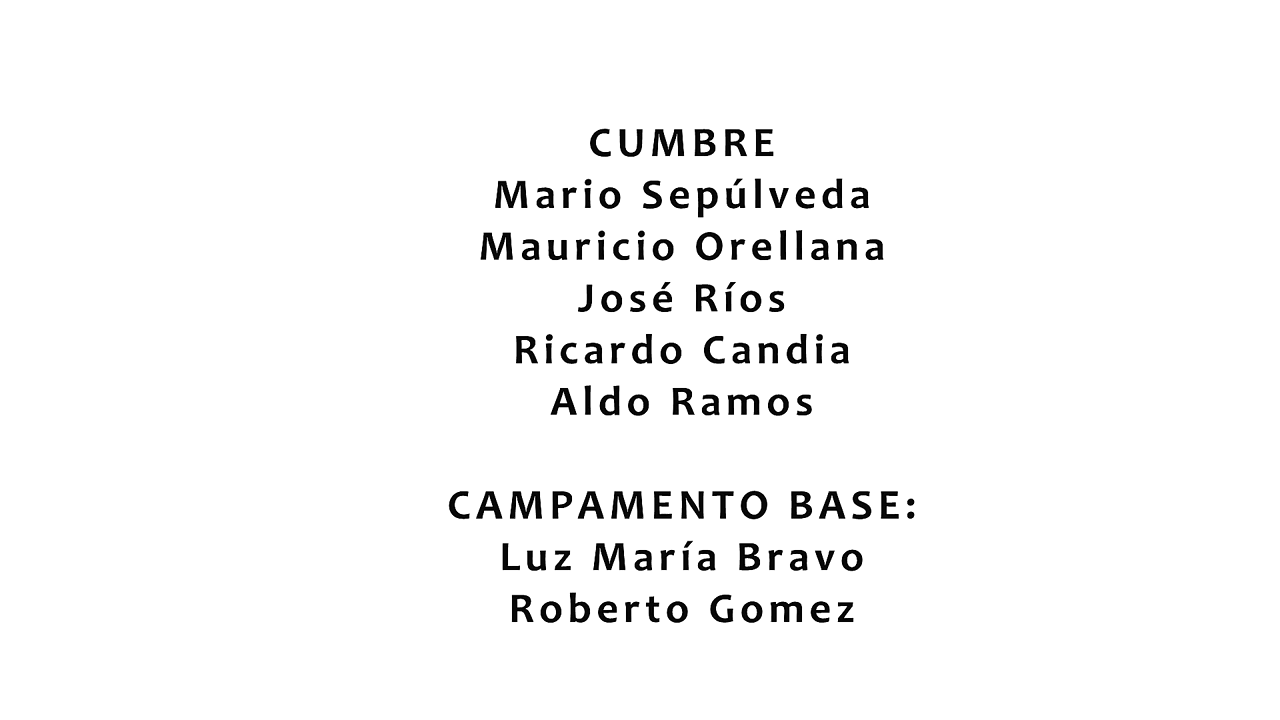 CUMBRE
Mario Sepúlveda
Mauricio Orellana
José Ríos
Ricardo Candia
Aldo Ramos
CAMPAMENTO BASE:
Luz María Bravo
Roberto Gomez